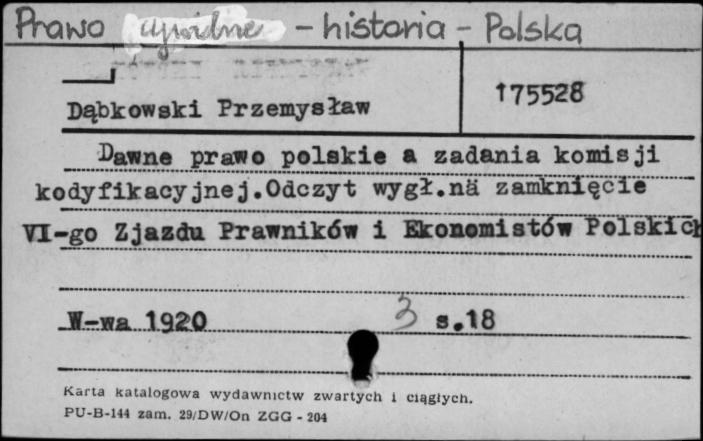 Prawo cywilne - historia - Polska
175528
Dąbkowski Przemysław
Dawne prawo polskie a zadania komisji
kodyfikacyjnej.Odczyt wygł.na zamknięcie
VI-go Zjazdu Prawników i Ekonomistów Polskich
W-wa 1920 3 s.18
Karta katalogowa wydawnictw zwartych i ciągłych.
PU-B-144 zam. 29/DW/On ZGG - 204